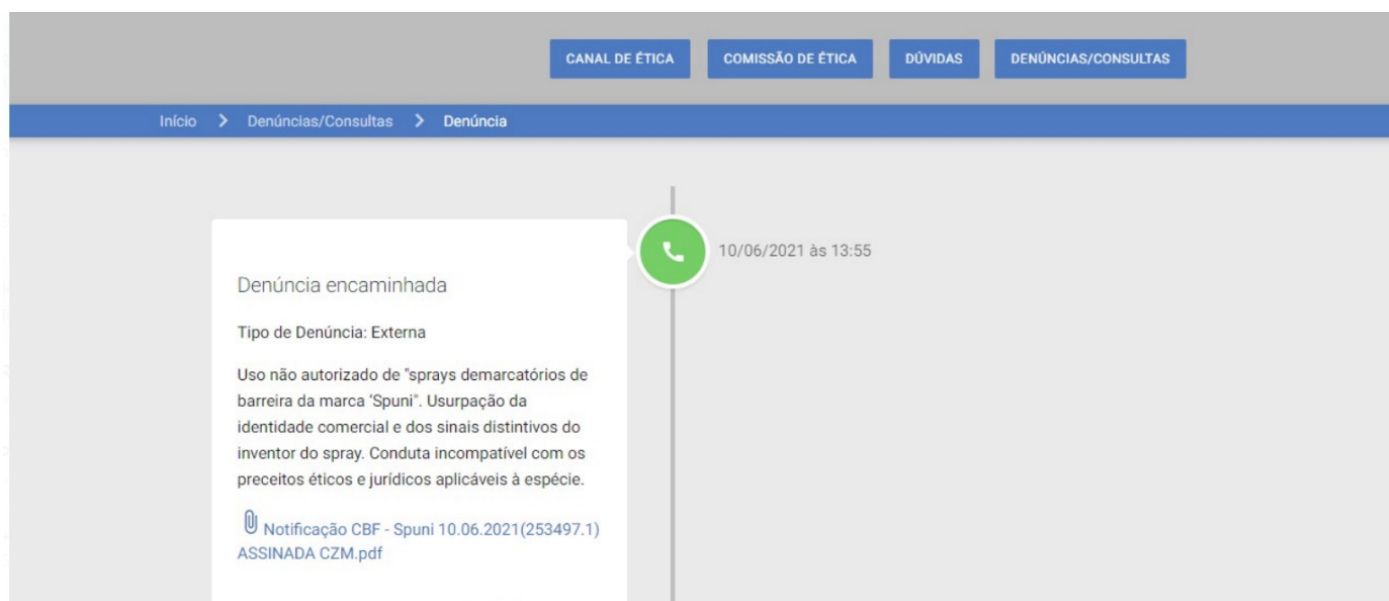 CANAL DE ÉTICA COMISSÃO DE ÉTICA DÚVIDAS DENÚNCIAS/CONSULTAS
Início > Denúncias/Consultas > Denúncia
10/06/2021 às 13:55
Denúncia encaminhada
Tipo de Denúncia: Externa
Uso não autorizado de "sprays demarcatórios de
barreira da marca ‘Spuni". Usurpação da
identidade comercial e dos sinais distintivos do
inventor do spray. Conduta incompatível com os
preceitos éticos e jurídicos aplicáveis à espécie.
Notificação CBF - Spuni 10.06.2021(253497.1)
ASSINADA CZM.pdf